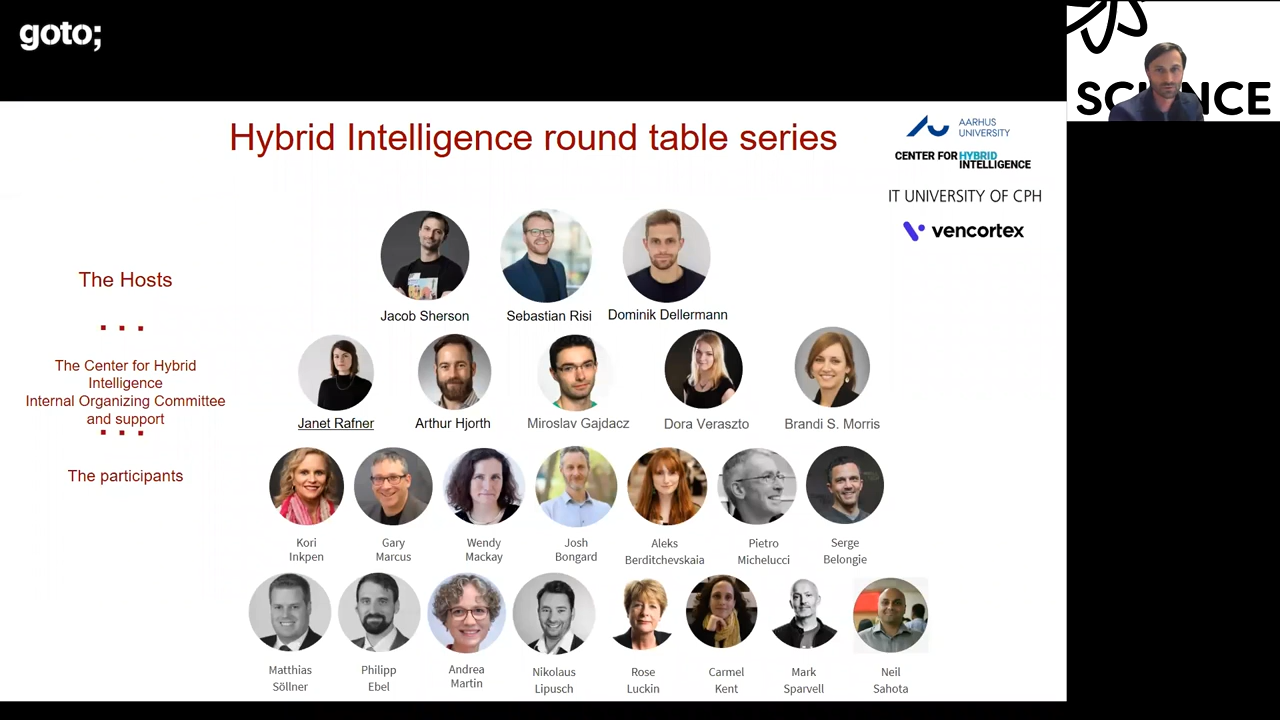 goto;
SCIENCE
Hybrid Intelligence round table series
AARHUS
UNIVERSITY
CENTER FOR HYBRID
INTELLIGENCE
IT UNIVERSITY OF CPH
vencortex
The Hosts
Jacob Sherson
Sebastian Risi
Dominik Dellermann
The Center for Hybrid
Intelligence
Internal Organizing Committee
and support
Janet Rafner
Arthur Hjorth
Miroslav Gajdacz
Dora Veraszto
Brandi S. Morris
The participants
Kori
Inkpen
Gary
Marcus
Wendy
Mackay
Josh
Bongard
Aleks
Berditchevskaia
Pietro
Michelucci
Serge
Belongie
Matthias
Söllner
Philipp
Ebel
Andrea
Martin
Nikolaus
Lipusch
Rose
Luckin
Carmel
Kent
Mark
Sparvell
Neil
Sahota